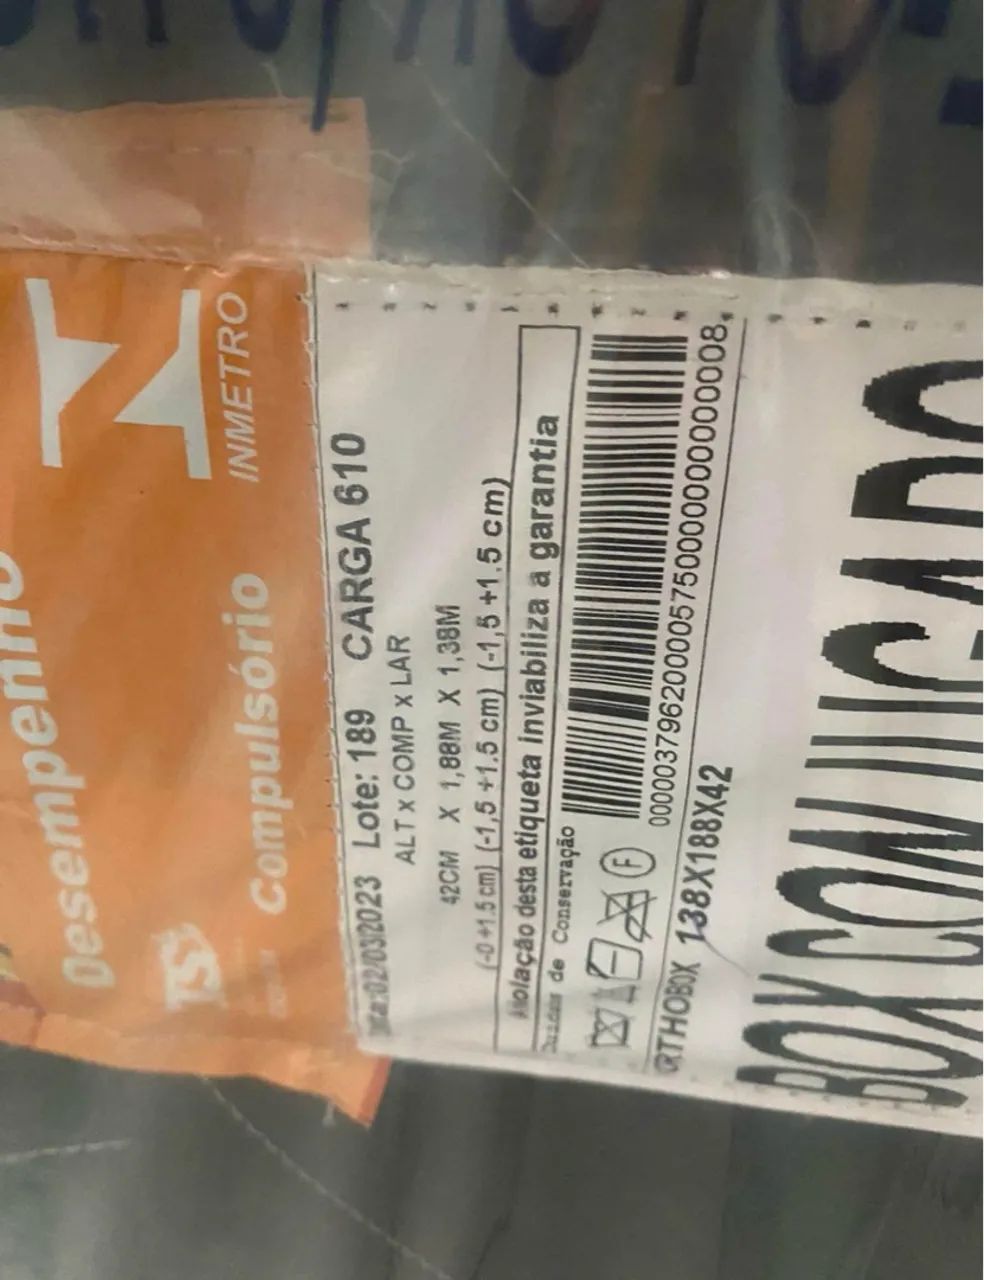 Desempenho
Compulsório
TSS
INMETRO
02/03/2023 Lote: 189 CARGA 610
ALT x COMP x LAR
42CM X 1,88M X 1,38M
(-0 +1.5 cm) (-1,5 +1.5 cm) (-1,5 +1.5 cm)
desta etiqueta inviabiliza a garantia
de Conservação
F
ORTHOBOX 138X188X42
BOX CONJUGADO